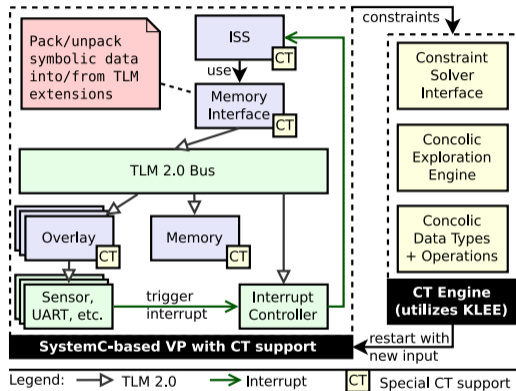 Pack/unpack
symbolic data
into/from TLM
extensions
ISS
CT
use
Memory
Interface
CT
TLM 2.0 Bus
Overlay
CT
Memory
CT
Sensor,
UART, etc.
trigger
interrupt
Interrupt
Controller
SystemC-based VP with CT support
constraints
Constraint
Solver
Interface
Concolic
Exploration
Engine
Concolic
Data Types
+ Operations
CT Engine
(utilizes KLEE)
restart with
new input
Legend: TLM 2.0 Interrupt CT Special CT support